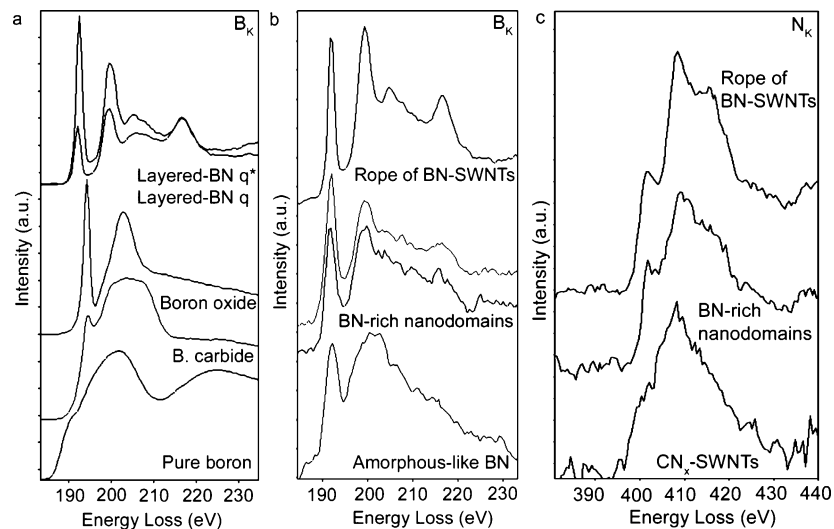 a
B_K
Layered-BN q*
Layered-BN q
Boron oxide
B. carbide
Pure boron
Intensity (a.u.)
190 200 210 220 230
Energy Loss (eV)
b
B_K
Rope of BN-SWNTs
BN-rich nanodomains
Amorphous-like BN
Intensity (a.u.)
190 200 210 220 230
Energy Loss (eV)
c
N_K
Rope of
BN-SWNTs
BN-rich
nanodomains
CN_x-SWNTs
Intensity (a.u.)
390 400 410 420 430 440
Energy Loss (eV)